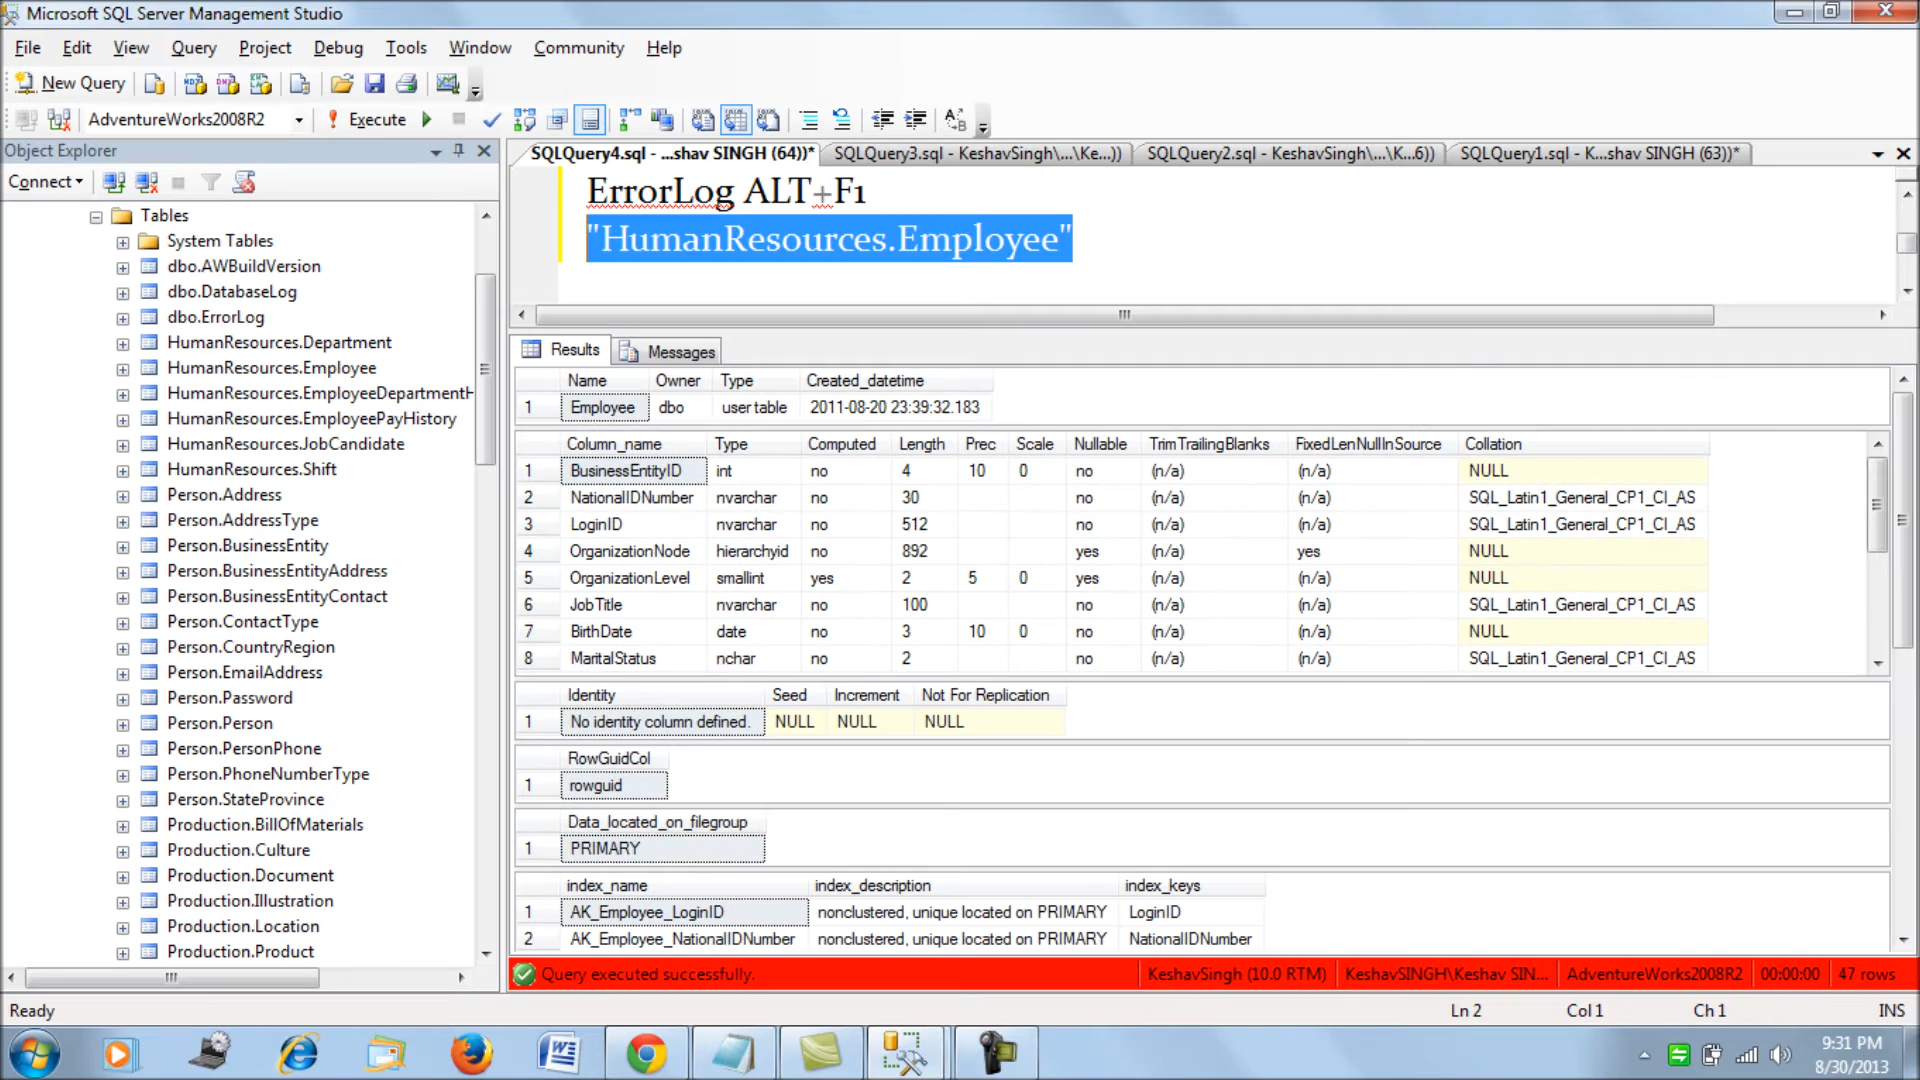 Microsoft SQL Server Management Studio
File Edit View Query Project Debug Tools Window Community Help
New Query
AdventureWorks2008R2 Execute
Object Explorer
Connect
Tables
System Tables
dbo.AWBuildVersion
dbo.DatabaseLog
dbo.ErrorLog
HumanResources.Department
HumanResources.Employee
HumanResources.EmployeeDepartmentH
HumanResources.EmployeePayHistory
HumanResources.JobCandidate
HumanResources.Shift
Person.Address
Person.AddressType
Person.BusinessEntity
Person.BusinessEntityAddress
Person.BusinessEntityContact
Person.ContactType
Person.CountryRegion
Person.EmailAddress
Person.Password
Person.Person
Person.PersonPhone
Person.PhoneNumberType
Person.StateProvince
Production.BillOfMaterials
Production.Culture
Production.Document
Production.Illustration
Production.Location
Production.Product
SQLQuery4.sql - ...shav SINGH (64))* SQLQuery3.sql - KeshavSingh\...\Ke...)) SQLQuery2.sql - KeshavSingh\...\K...6)) SQLQuery1.sql - K...shav SINGH (63))*
ErrorLog ALT+F1
"HumanResources.Employee"
Results Messages
Name Owner Type Created_datetime
1 Employee dbo user table 2011-08-20 23:39:32.183
Column_name Type Computed Length Prec Scale Nullable TrimTrailingBlanks FixedLenNullInSource Collation
1 BusinessEntityID int no 4 10 0 no (n/a) (n/a) NULL
2 NationalIDNumber nvarchar no 30 no (n/a) (n/a) SQL_Latin1_General_CP1_CI_AS
3 LoginID nvarchar no 512 no (n/a) (n/a) SQL_Latin1_General_CP1_CI_AS
4 OrganizationNode hierarchyid no 892 yes (n/a) yes NULL
5 OrganizationLevel smallint yes 2 5 0 yes (n/a) (n/a) NULL
6 JobTitle nvarchar no 100 no (n/a) (n/a) SQL_Latin1_General_CP1_CI_AS
7 BirthDate date no 3 10 0 no (n/a) (n/a) NULL
8 MaritalStatus nchar no 2 no (n/a) (n/a) SQL_Latin1_General_CP1_CI_AS
Identity Seed Increment Not For Replication
1 No identity column defined. NULL NULL NULL
RowGuidCol
1 rowguid
Data_located_on_filegroup
1 PRIMARY
index_name index_description index_keys
1 AK_Employee_LoginID nonclustered, unique located on PRIMARY LoginID
2 AK_Employee_NationalIDNumber nonclustered, unique located on PRIMARY NationalIDNumber
Query executed successfully. KeshavSingh (10.0 RTM) KeshavSINGH\Keshav SIN... AdventureWorks2008R2 00:00:00 47 rows
Ready Ln 2 Col 1 Ch 1 INS
9:31 PM
8/30/2013